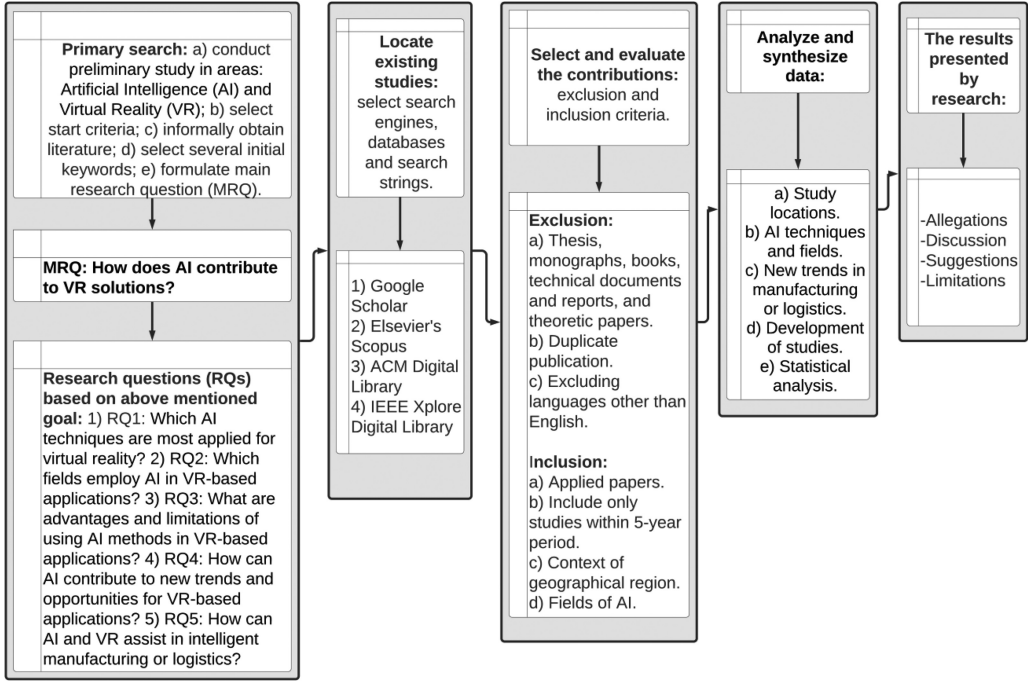 Primary search: a) conduct
preliminary study in areas:
Artificial Intelligence (AI) and
Virtual Reality (VR); b) select
start criteria; c) informally obtain
literature; d) select several initial
keywords; e) formulate main
research question (MRQ).
MRQ: How does AI contribute
to VR solutions?
Research questions (RQs)
based on above mentioned
goal: 1) RQ1: Which AI
techniques are most applied for
virtual reality? 2) RQ2: Which
fields employ AI in VR-based
applications? 3) RQ3: What are
advantages and limitations of
using AI methods in VR-based
applications? 4) RQ4: How can
AI contribute to new trends and
opportunities for VR-based
applications? 5) RQ5: How can
AI and VR assist in intelligent
manufacturing or logistics?
Locate
existing
studies:
select search
engines,
databases
and search
strings.
1) Google
Scholar
2) Elsevier's
Scopus
3) ACM Digital
Library
4) IEEE Xplore
Digital Library
Select and evaluate
the contributions:
exclusion and
inclusion criteria.
Exclusion:
a) Thesis,
monographs, books,
technical documents
and reports, and
theoretic papers.
b) Duplicate
publication.
c) Excluding
languages other than
English.
Inclusion:
a) Applied papers.
b) Include only
studies within 5-year
period.
c) Context of
geographical region.
d) Fields of AI.
Analyze and
synthesize
data:
a) Study
locations.
b) AI techniques
and fields.
c) New trends in
manufacturing
or logistics.
d) Development
of studies.
e) Statistical
analysis.
The results
presented
by
research:
-Allegations
-Discussion
-Suggestions
-Limitations